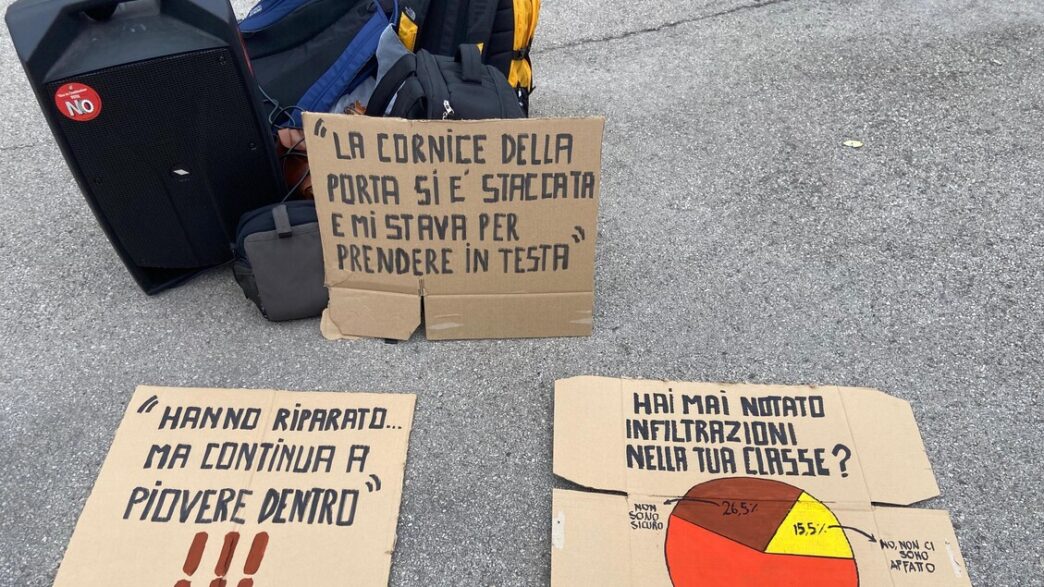 NO
"LA CORNICE DELLA
PORTA SI E' STACCATA
E MI STAVA PER
PRENDERE IN TESTA"
"HANNO RIPARATO...
MA CONTINUA A
PIOVERE DENTRO"
!!!
HAI MAI NOTATO
INFILTRAZIONI
NELLA TUA CLASSE?
NON
SONO
SICURO
26,5%
15,5%
NO, NON CI
SONO
AFFATTO